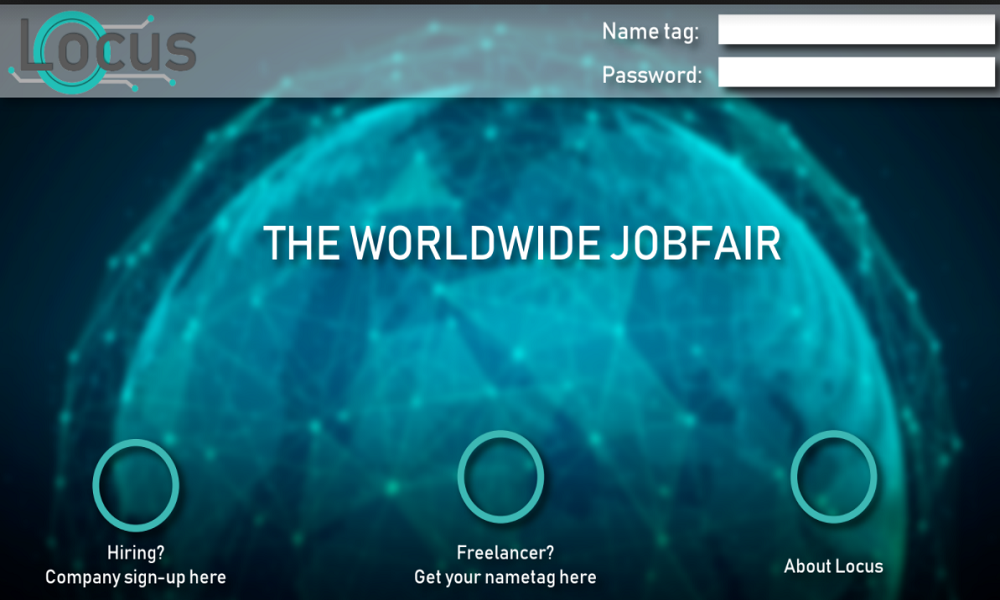 Locus
Name tag:
Password:
THE WORLDWIDE JOBFAIR
Hiring?
Company sign-up here
Freelancer?
Get your nametag here
About Locus